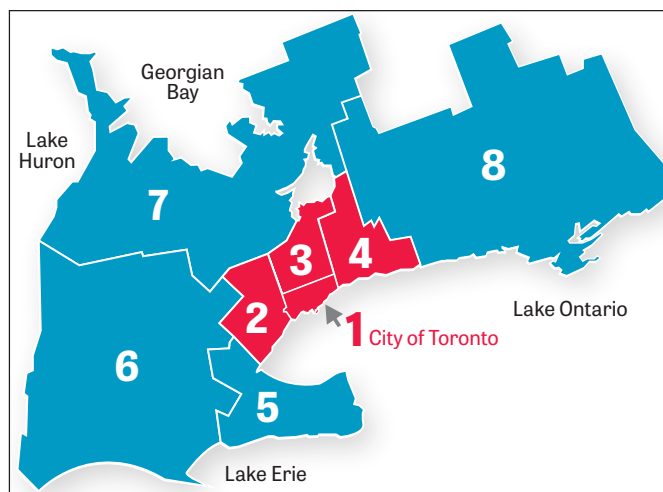 Georgian
Bay
Lake
Huron
8
7
4
3
2
Lake Ontario
1 City of Toronto
6
5
Lake Erie